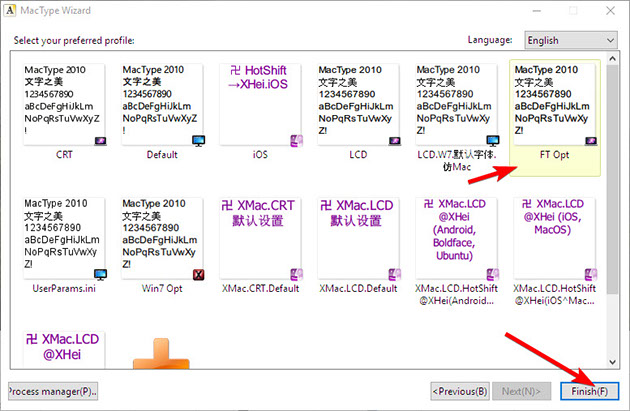 MacType Wizard
Select your preferred profile:
Language:
English
MacType 2010
文字之美
1234567890
aBcDeFgHiJkLm
NoPqRsTuVwXyZ
!
CRT
MacType 2010
文字之美
1234567890
aBcDeFgHiJkLm
NoPqRsTuVwXy
Z!
Default
卍 HotShift
→XHei.iOS
iOS
MacType 2010
文字之美
1234567890
aBcDeFgHiJkLm
NoPqRsTuVwXy
Z!
LCD
MacType 2010
文字之美
1234567890
aBcDeFgHiJkLm
NoPqRsTuVwXy
Z!
LCD.W7.默认字体.
仿Mac
MacType 2010
文字之美
1234567890
aBcDeFgHiJkLm
NoPqRsTuVwXy
Z!
FT Opt
MacType 2010
文字之美
1234567890
aBcDeFgHiJkLm
NoPqRsTuVwXy
Z!
UserParams.ini
MacType 2010
文字之美
1234567890
aBcDeFgHiJkLm
NoPqRsTuVwXy
Z!
Win7 Opt
卍 XMac.CRT
默认设置
XMac.CRT.Default
卍 XMac.LCD
默认设置
XMac.LCD.Default
卍 XMac.LCD
@XHei
(Android,
Boldface,
Ubuntu)
XMac.LCD.HotShift
@XHei(Android...
卍 XMac.LCD
@XHei (iOS,
MacOS)
XMac.LCD.HotShift
@XHei(iOS^Mac...
卍 XMac.LCD
@XHei
Process manager(P)..
<Previous(B)
Next(N)>
Finish(F)